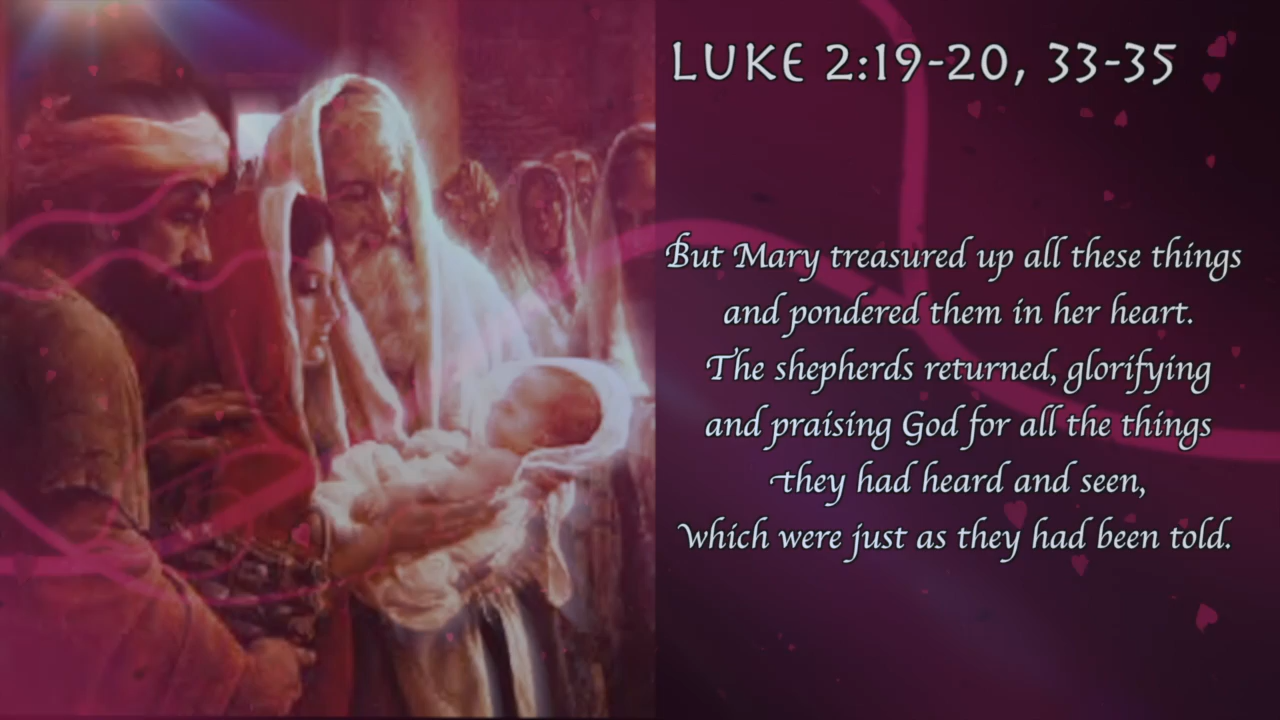 LUKE 2:19-20, 33-35
But Mary treasured up all these things
and pondered them in her heart.
The shepherds returned, glorifying
and praising God for all the things
they had heard and seen,
which were just as they had been told.